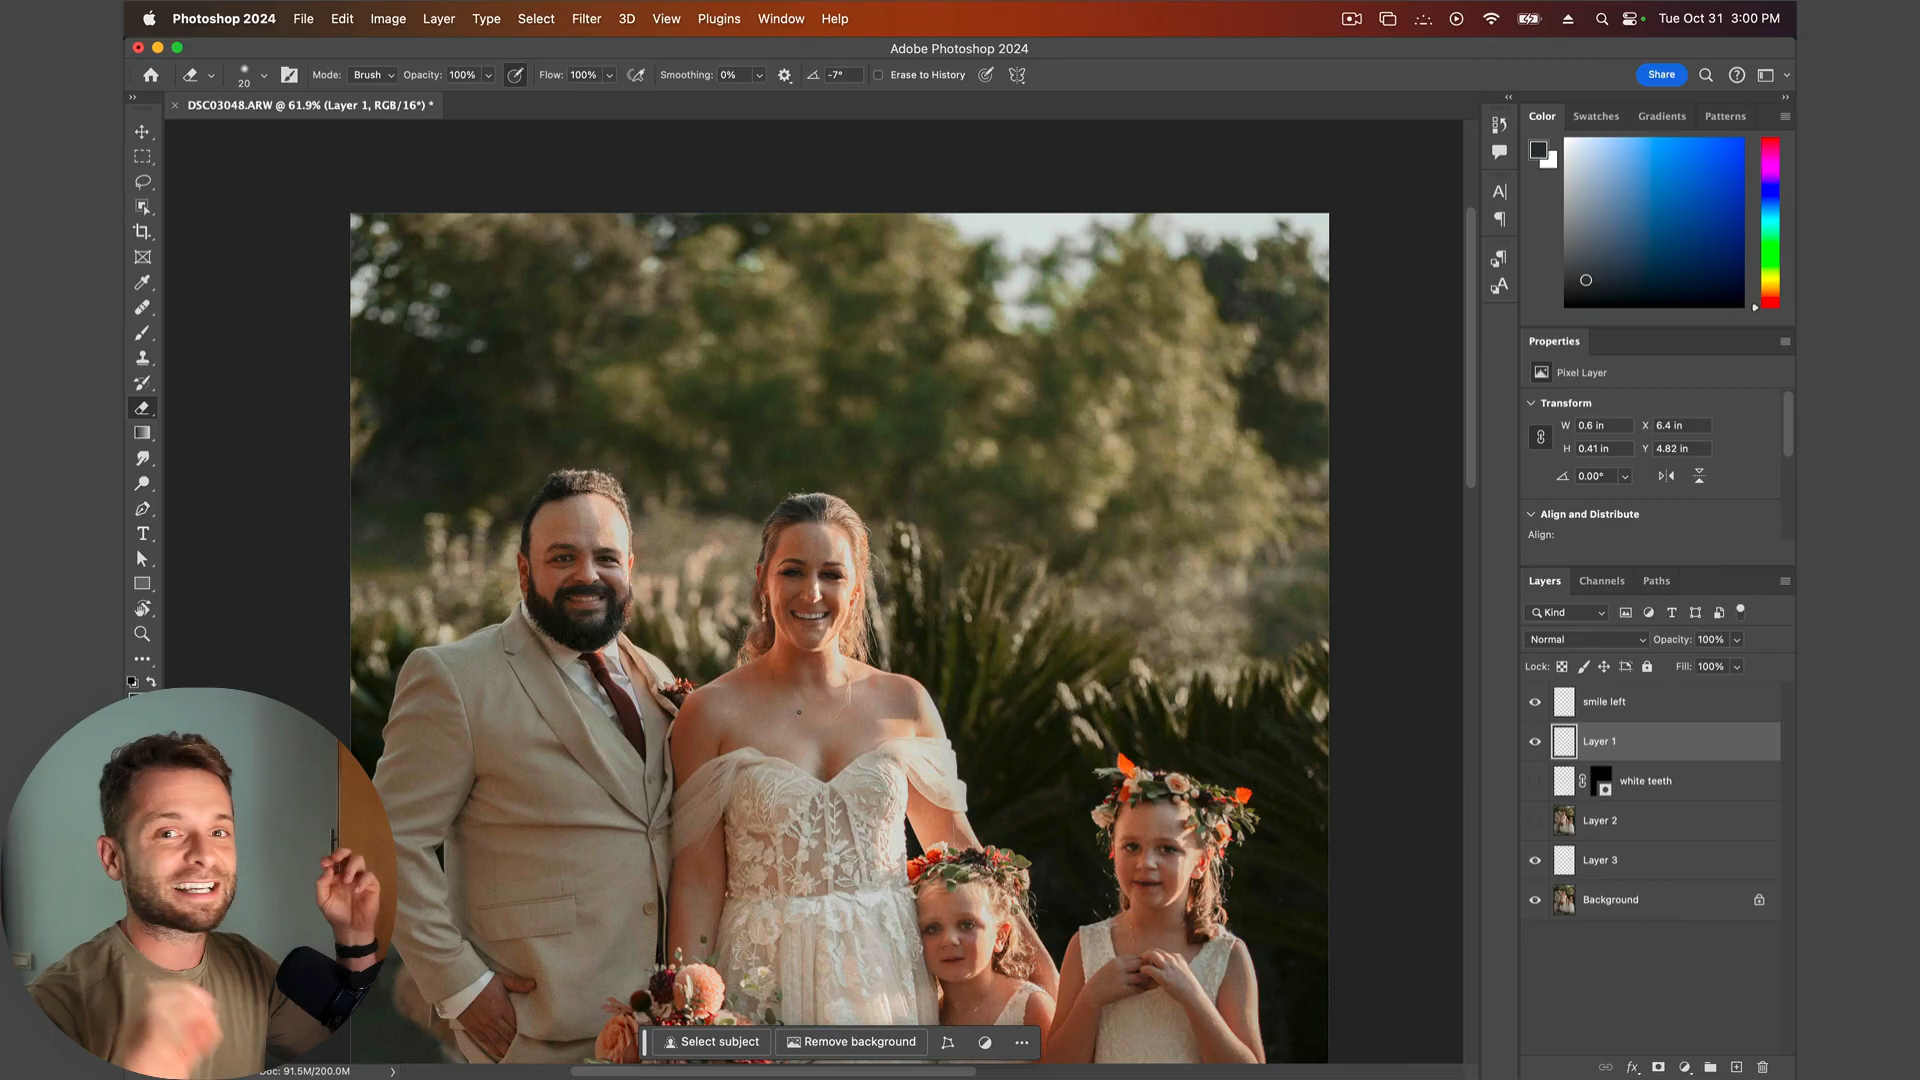 Photoshop 2024 File Edit Image Layer Type Select Filter 3D View Plugins Window Help Tue Oct 31 3:00 PM
Adobe Photoshop 2024
20 Mode: Brush Opacity: 100% Flow: 100% Smoothing: 0% -7° Erase to History Share
DSC03048.ARW @ 61.9% (Layer 1, RGB/16*) *
Color Swatches Gradients Patterns
Properties
Pixel Layer
Transform
W 0.6 in X 6.4 in
H 0.41 in Y 4.82 in
0.00°
Align and Distribute
Align:
Layers Channels Paths
Kind
Normal Opacity: 100%
Lock: Fill: 100%
smile left
Layer 1
white teeth
Layer 2
Layer 3
Background
Select subject Remove background
Doc: 91.5M/200.0M